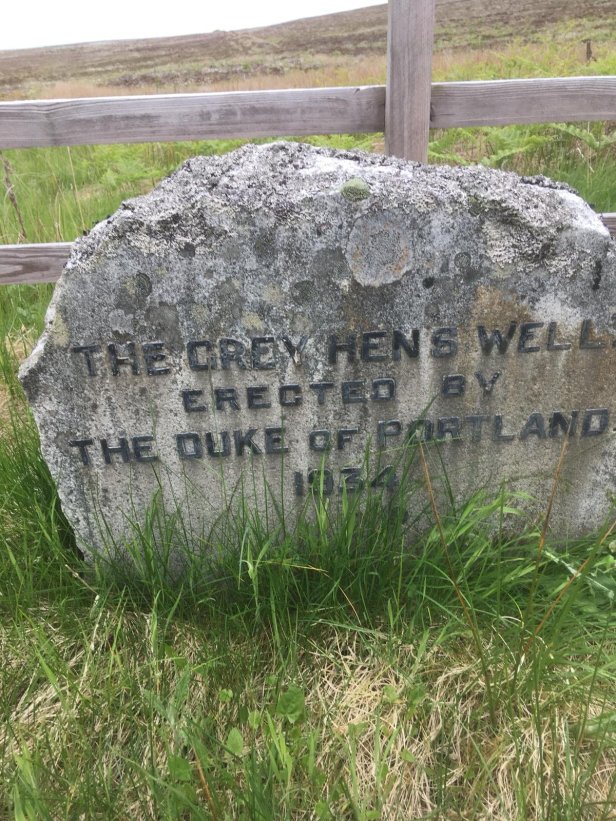 THE GREY HENS WELL.
ERECTED BY
THE DUKE OF PORTLAND.
1934